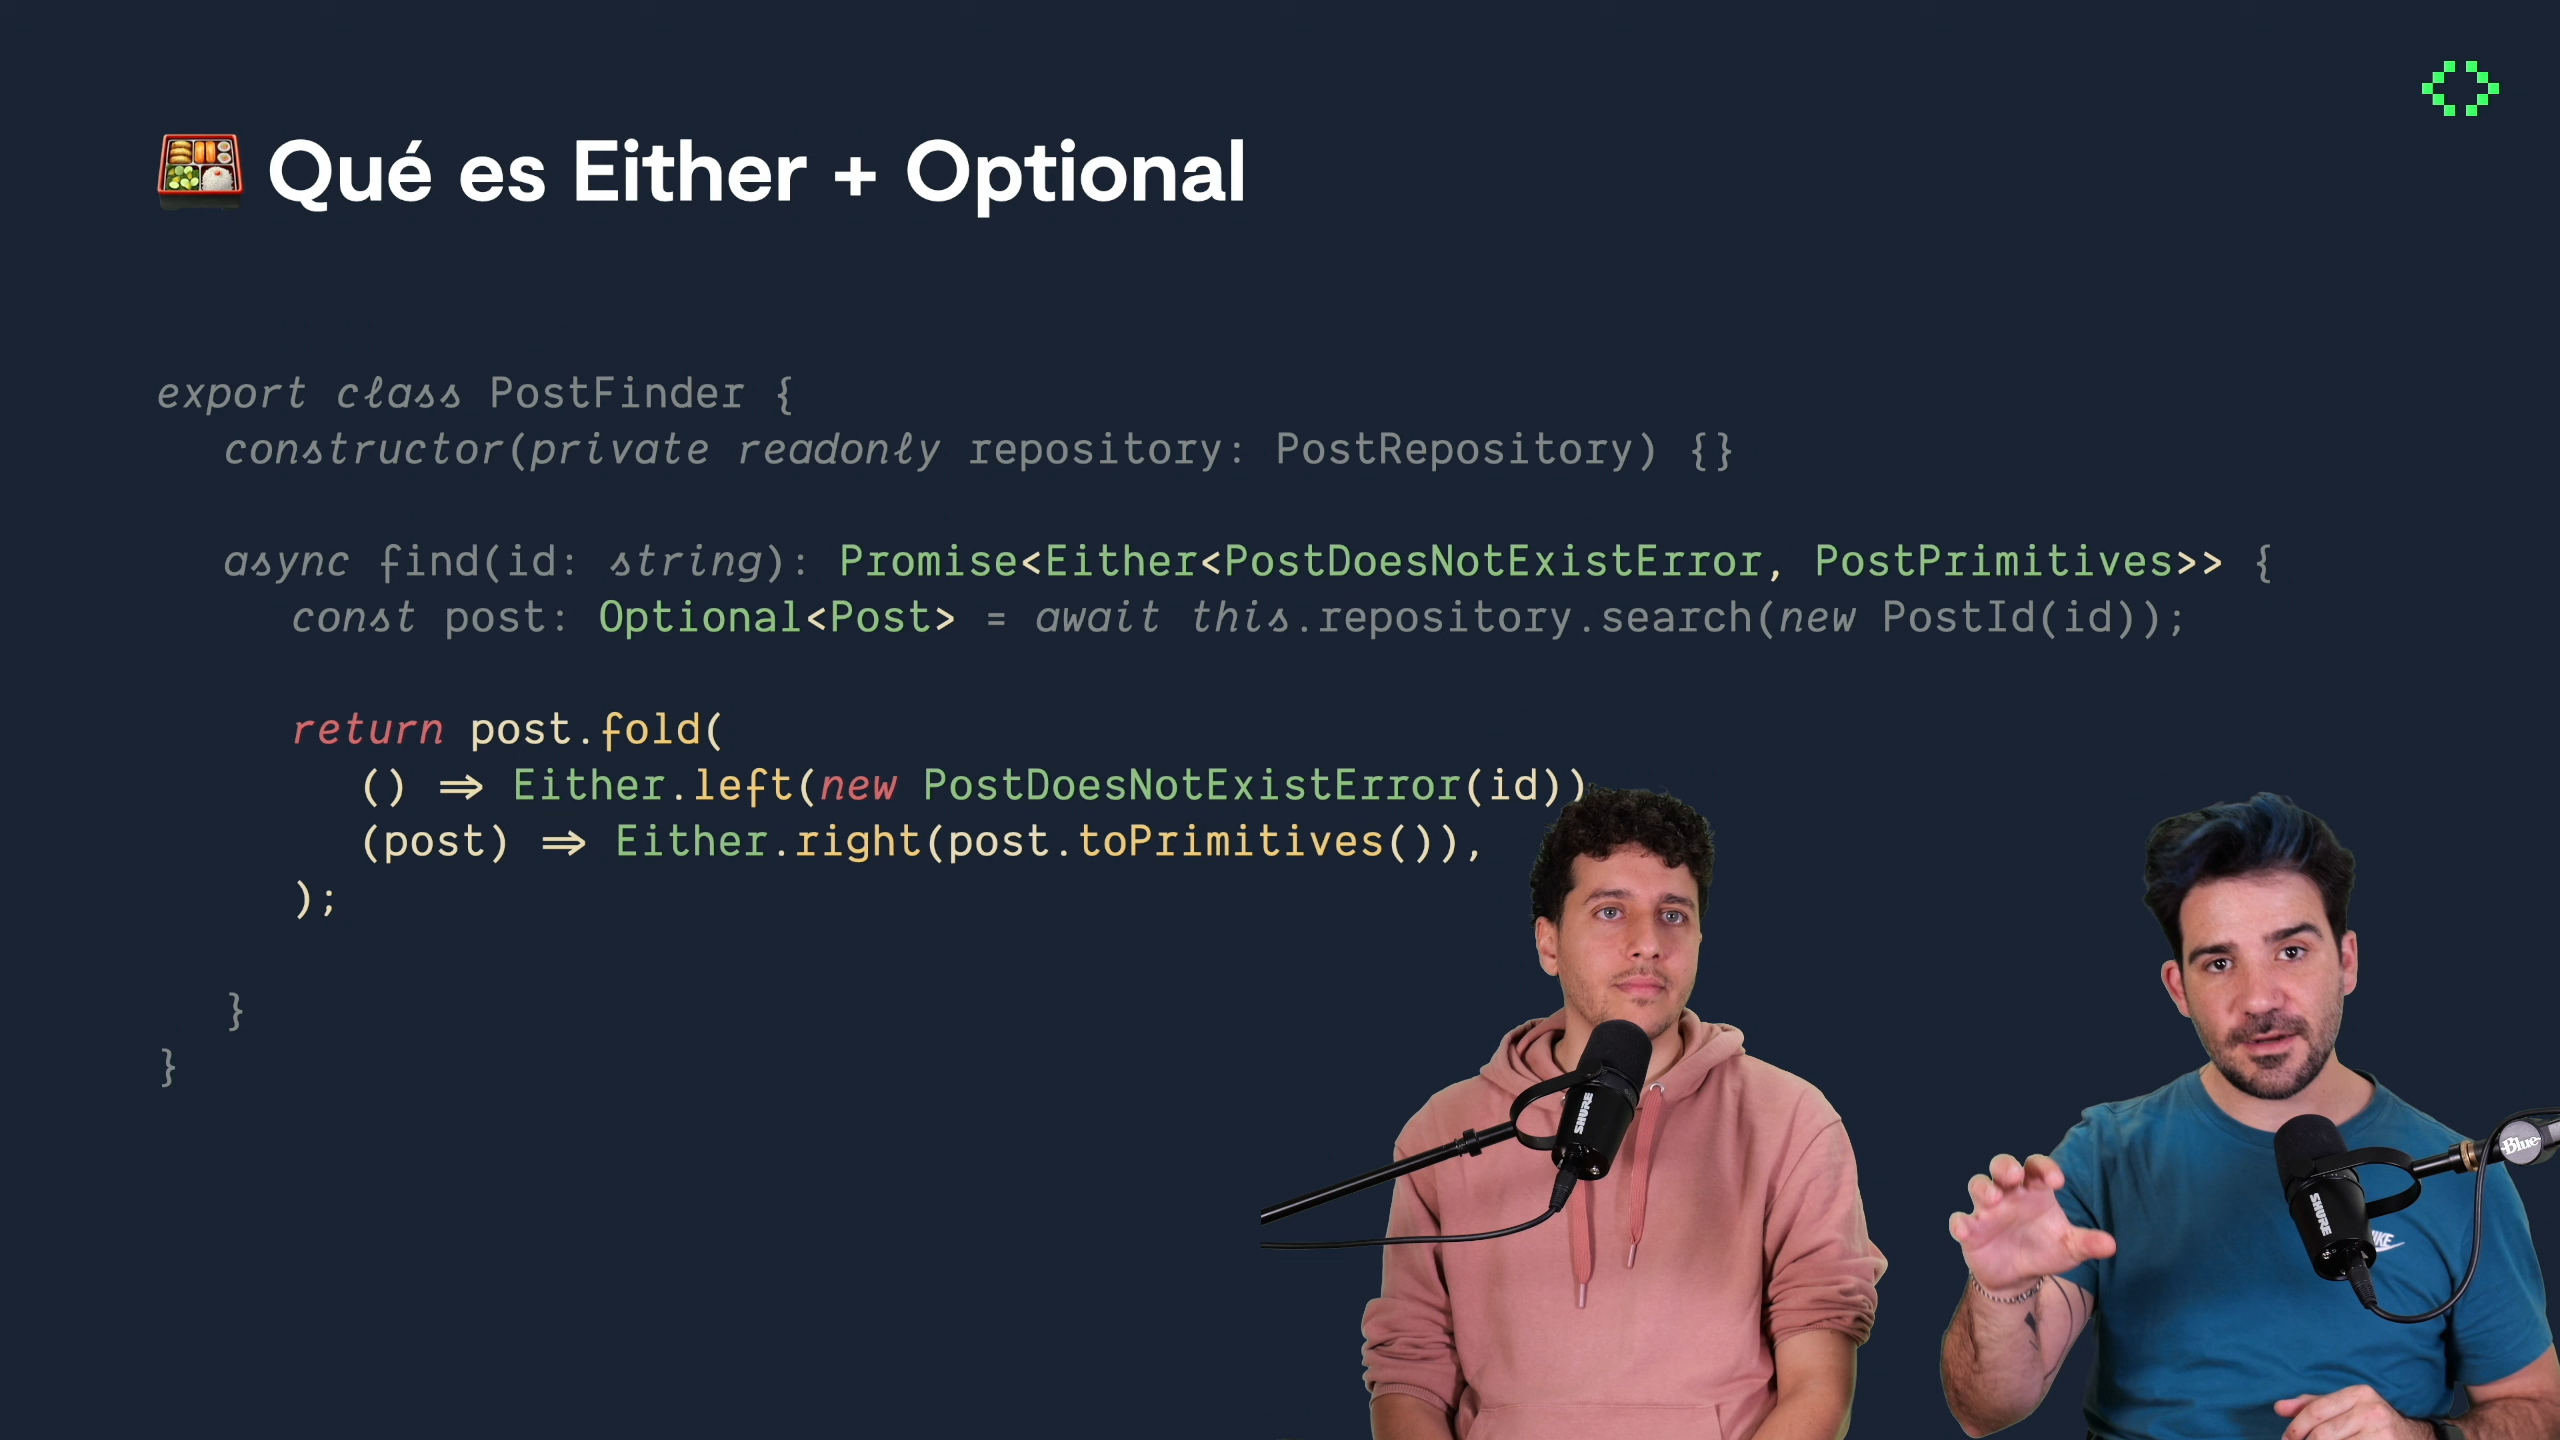 Qué es Either + Optional
export class PostFinder {
constructor(private readonly repository: PostRepository) {}
async find(id: string): Promise<Either<PostDoesNotExistError, PostPrimitives>> {
const post: Optional<Post> = await this.repository.search(new PostId(id));
return post.fold(
() => Either.left(new PostDoesNotExistError(id))
(post) => Either.right(post.toPrimitives()),
);
}
}
SHURE
SHURE
Blue